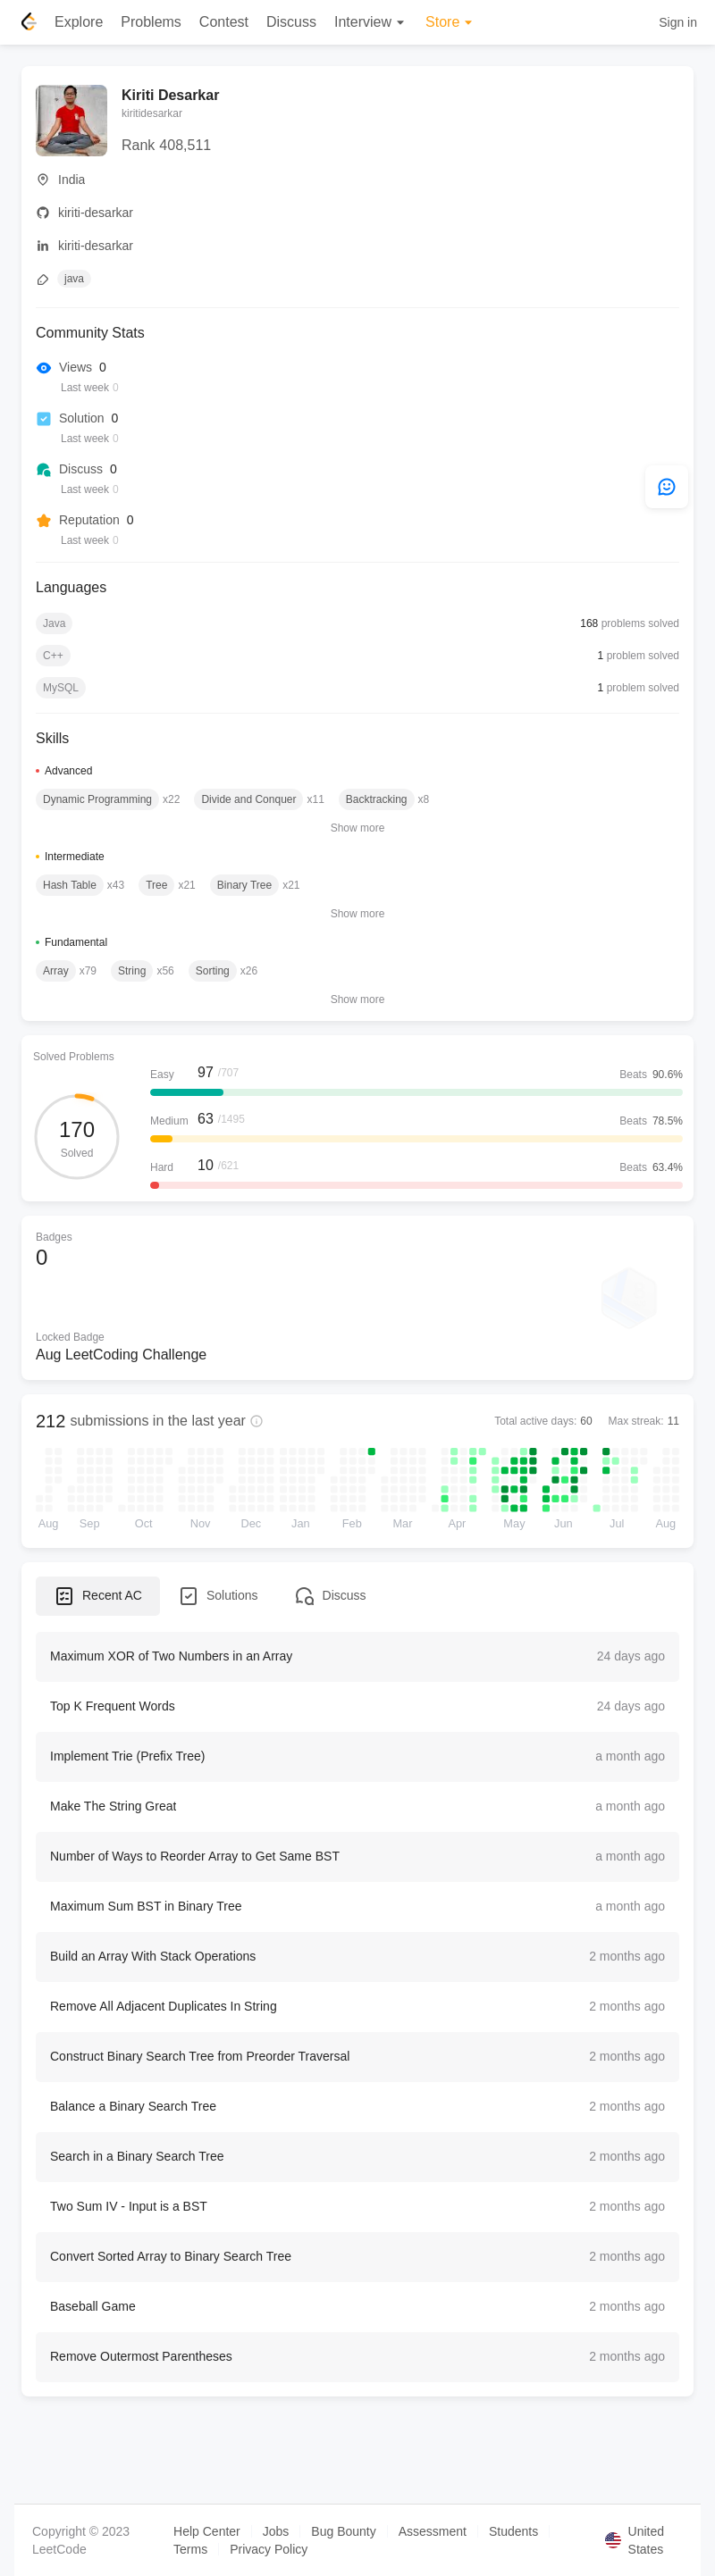 Explore Problems Contest Discuss Interview Store Sign in
Kiriti Desarkar
kiritidesarkar
Rank 408,511
India
kiriti-desarkar
kiriti-desarkar
java
Community Stats
Views 0
Last week 0
Solution 0
Last week 0
Discuss 0
Last week 0
Reputation 0
Last week 0
Languages
Java 168 problems solved
C++ 1 problem solved
MySQL 1 problem solved
Skills
Advanced
Dynamic Programming x22 Divide and Conquer x11 Backtracking x8
Show more
Intermediate
Hash Table x43 Tree x21 Binary Tree x21
Show more
Fundamental
Array x79 String x56 Sorting x26
Show more
Solved Problems
170
Solved
Easy 97 /707 Beats 90.6%
Medium 63 /1495 Beats 78.5%
Hard 10 /621 Beats 63.4%
Badges
0
Locked Badge
Aug LeetCoding Challenge
212 submissions in the last year Total active days: 60 Max streak: 11
Aug Sep Oct Nov Dec Jan Feb Mar Apr May Jun Jul Aug
Recent AC Solutions Discuss
Maximum XOR of Two Numbers in an Array 24 days ago
Top K Frequent Words 24 days ago
Implement Trie (Prefix Tree) a month ago
Make The String Great a month ago
Number of Ways to Reorder Array to Get Same BST a month ago
Maximum Sum BST in Binary Tree a month ago
Build an Array With Stack Operations 2 months ago
Remove All Adjacent Duplicates In String 2 months ago
Construct Binary Search Tree from Preorder Traversal 2 months ago
Balance a Binary Search Tree 2 months ago
Search in a Binary Search Tree 2 months ago
Two Sum IV - Input is a BST 2 months ago
Convert Sorted Array to Binary Search Tree 2 months ago
Baseball Game 2 months ago
Remove Outermost Parentheses 2 months ago
Copyright © 2023 LeetCode
Help Center Jobs Bug Bounty Assessment Students
Terms Privacy Policy
United States